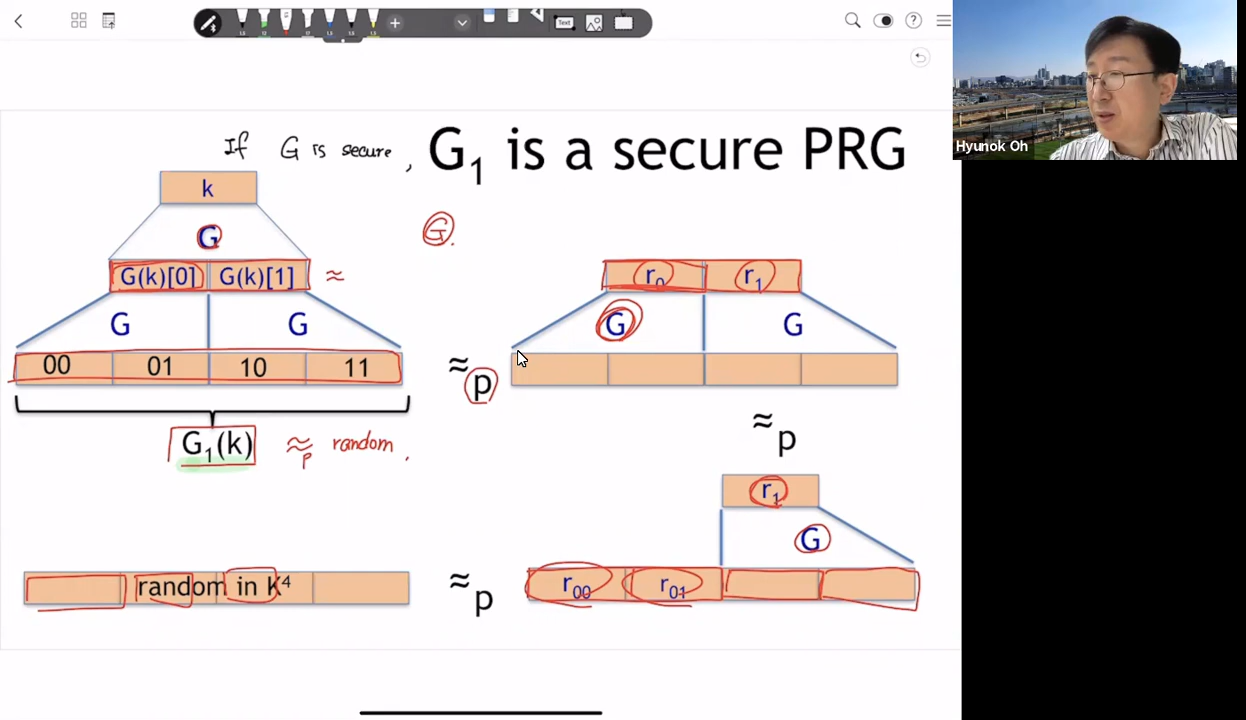 Text
Hyunok Oh
If G is secure, G₁ is a secure PRG
k
G
G.
G(k)[0] G(k)[1] ≈
r₀ r₁
G G
G G
00 01 10 11
≈p
G₁(k) ≈p random.
≈p
r₁
G
random in K⁴
≈p
r₀₀ r₀₁